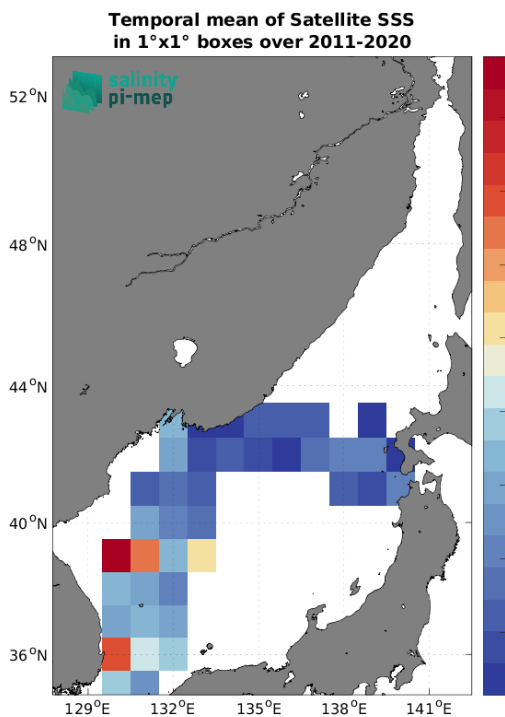 Temporal mean of Satellite SSS
in 1°x1° boxes over 2011-2020
salinity
pi-mep
52°N
48°N
44°N
40°N
36°N
129°E 132°E 135°E 138°E 141°E